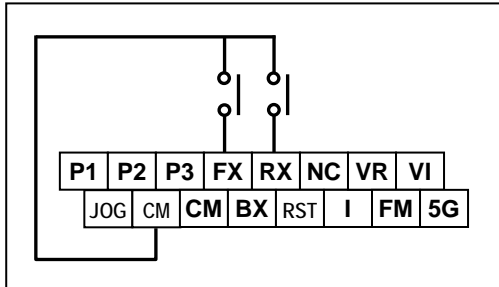 P1 P2 P3 FX RX NC VR VI
JOG CM CM BX RST I FM 5G